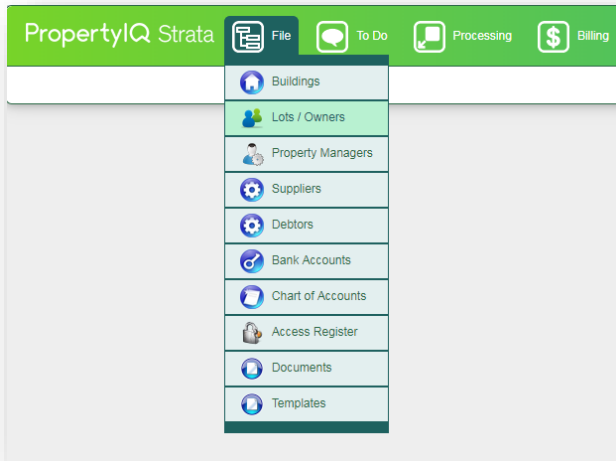 PropertyIQ Strata File To Do Processing Billing
Buildings
Lots / Owners
Property Managers
Suppliers
Debtors
Bank Accounts
Chart of Accounts
Access Register
Documents
Templates